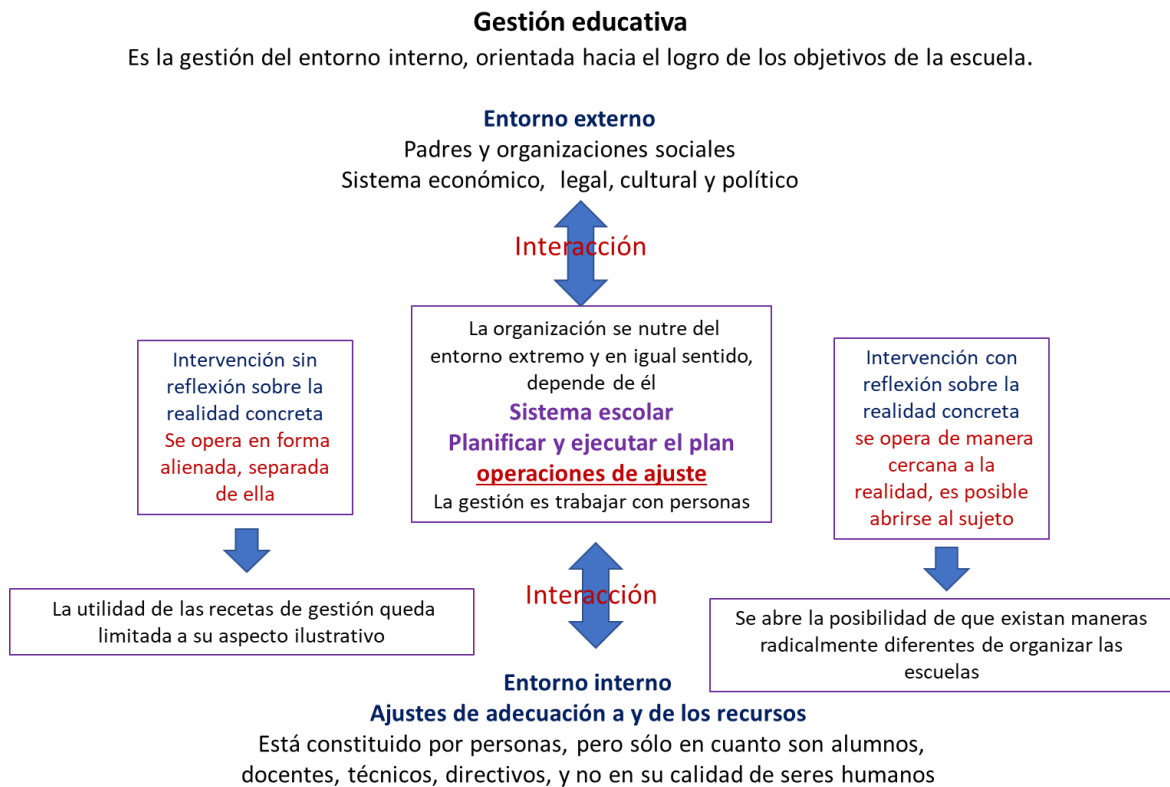 Gestión educativa
Es la gestión del entorno interno, orientada hacia el logro de los objetivos de la escuela.
Entorno externo
Padres y organizaciones sociales
Sistema económico, legal, cultural y político
Interacción
Intervención sin
reflexión sobre la
realidad concreta
Se opera en forma
alienada, separada
de ella
La organización se nutre del
entorno extremo y en igual sentido,
depende de él
Sistema escolar
Planificar y ejecutar el plan
operaciones de ajuste
La gestión es trabajar con personas
Intervención con
reflexión sobre la
realidad concreta
se opera de manera
cercana a la
realidad, es posible
abrirse al sujeto
La utilidad de las recetas de gestión queda
limitada a su aspecto ilustrativo
Interacción
Se abre la posibilidad de que existan maneras
radicalmente diferentes de organizar las
escuelas
Entorno interno
Ajustes de adecuación a y de los recursos
Está constituido por personas, pero sólo en cuanto son alumnos,
docentes, técnicos, directivos, y no en su calidad de seres humanos